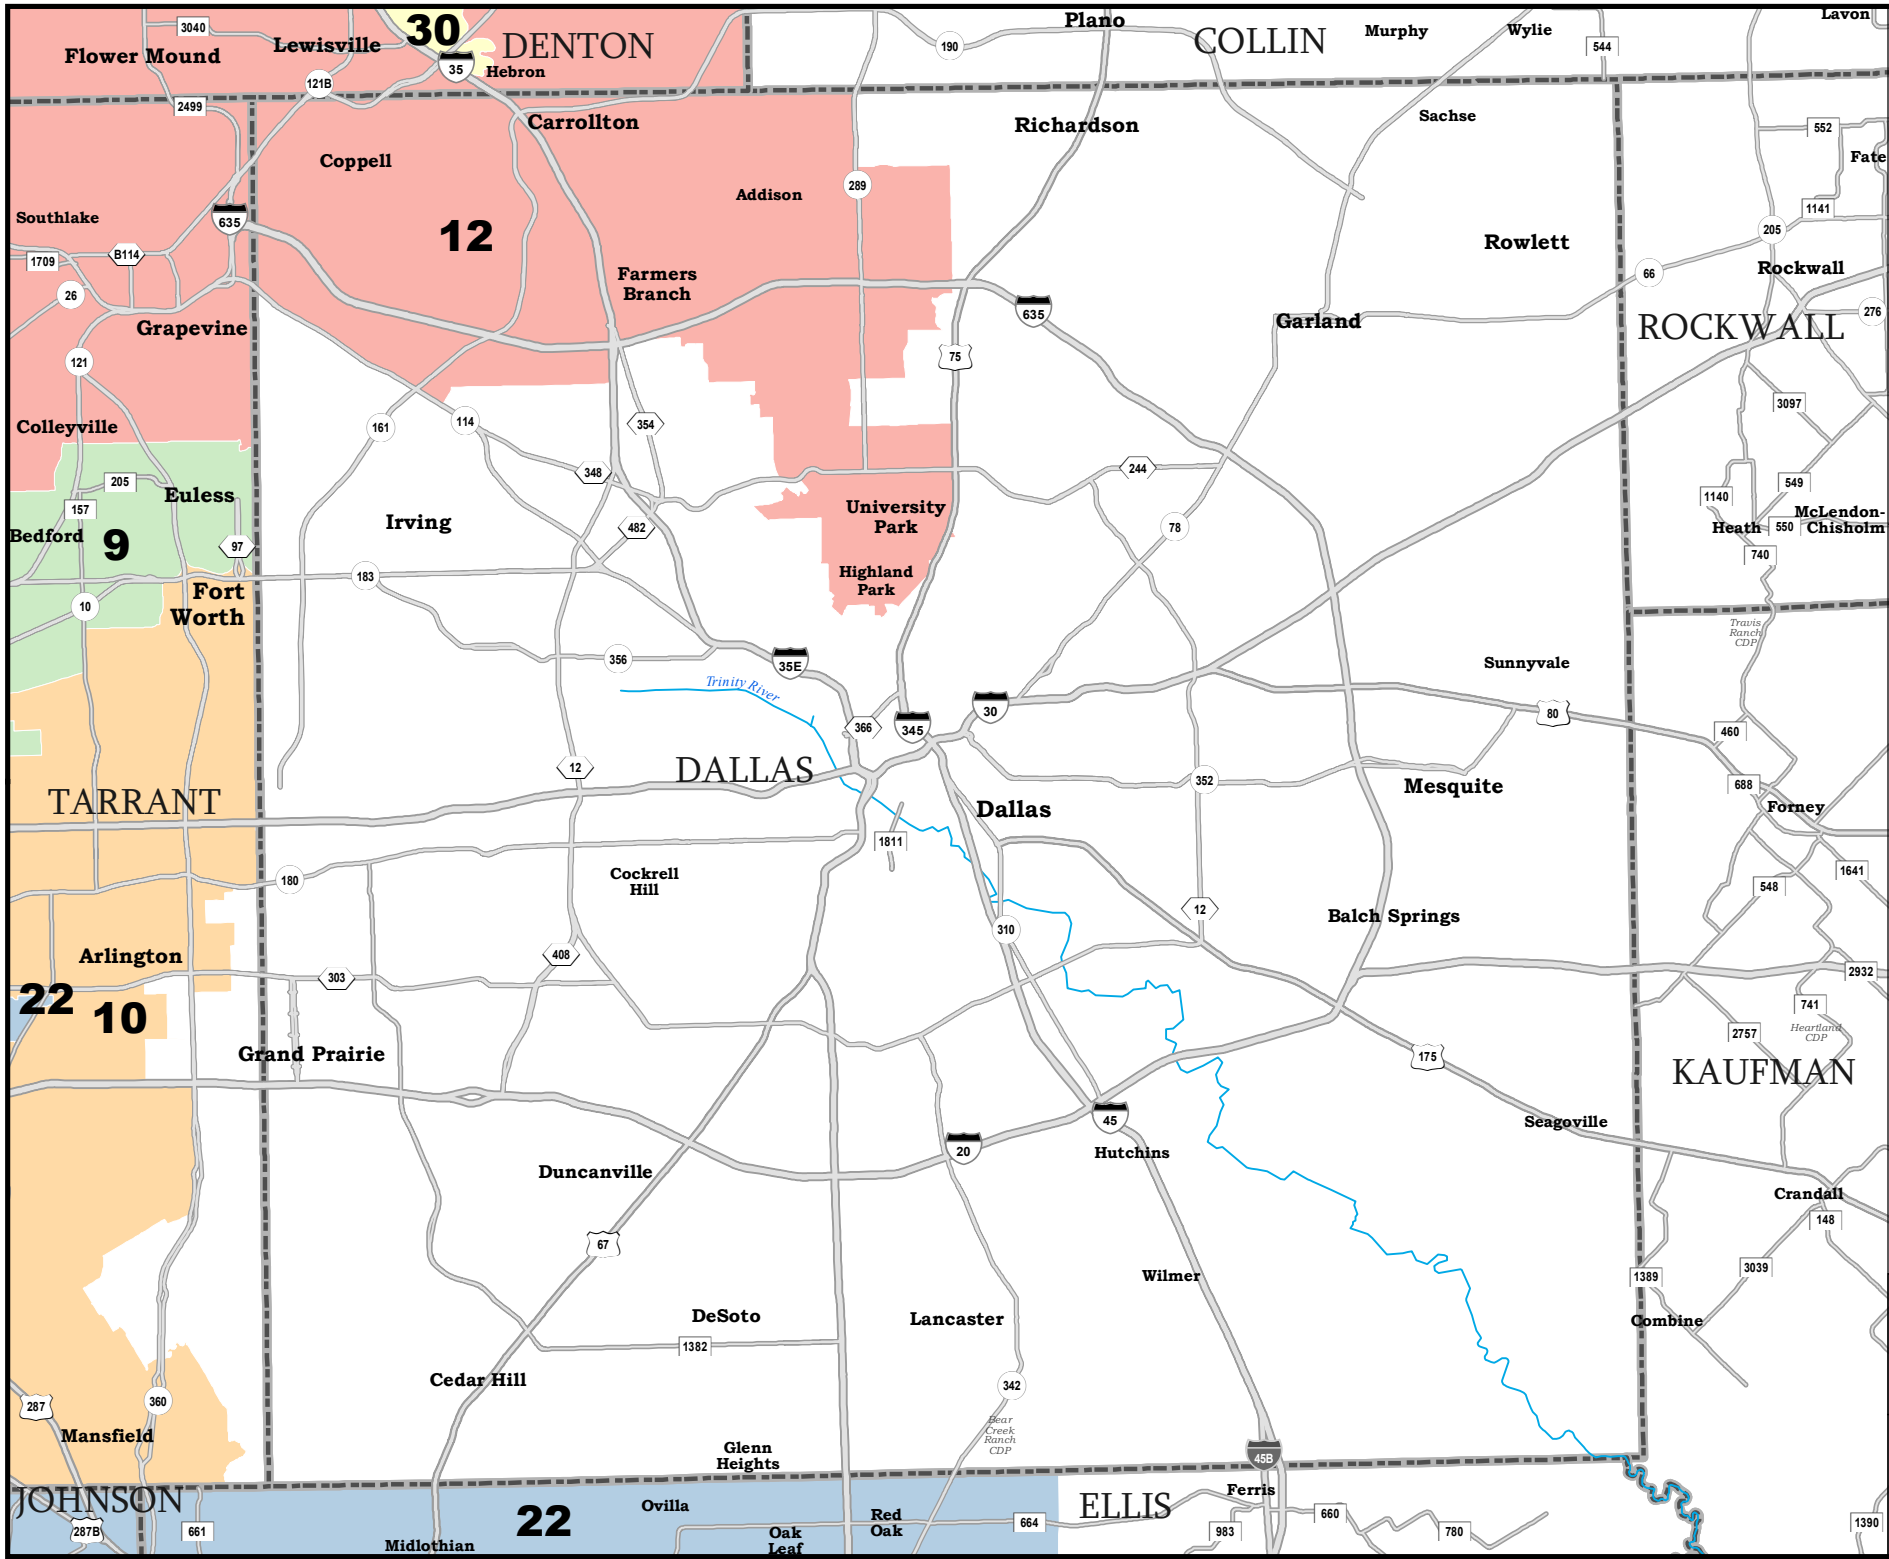 30
DENTON
Plano
COLLIN
Murphy
Wylie
Lavon
3040
Lewisville
Flower Mound
35
Hebron
190
544
121B
2499
Carrollton
Richardson
Sachse
552
Coppell
Fate
Addison
289
Southlake
635
12
1141
205
1709
B114
Rowlett
66
Rockwall
26
Farmers
Branch
635
Garland
276
Grapevine
ROCKWALL
121
75
3097
Colleyville
161
114
354
348
244
205
Euless
1140
549
157
University
Park
McLendon-
Chisholm
Bedford
9
Irving
482
78
Heath
550
97
740
183
Highland
Park
Fort
Worth
10
Travis
Ranch
CDP
356
35E
Sunnyvale
Trinity River
366
345
30
80
460
DALLAS
12
352
Mesquite
688
TARRANT
Dallas
Forney
1811
180
Cockrell
Hill
1641
548
12
Balch Springs
310
Arlington
408
303
2932
22
10
741
2757
Heartland
CDP
Grand Prairie
175
KAUFMAN
45
Seagoville
20
Hutchins
Duncanville
Crandall
148
67
Wilmer
1389
3039
DeSoto
Lancaster
Combine
1382
Cedar Hill
342
287
360
Bear
Creek
Ranch
CDP
Mansfield
Glenn
Heights
45B
JOHNSON
Ovilla
ELLIS
Ferris
22
Red
Oak
664
660
287B
661
Oak
Leaf
983
780
1390
Midlothian